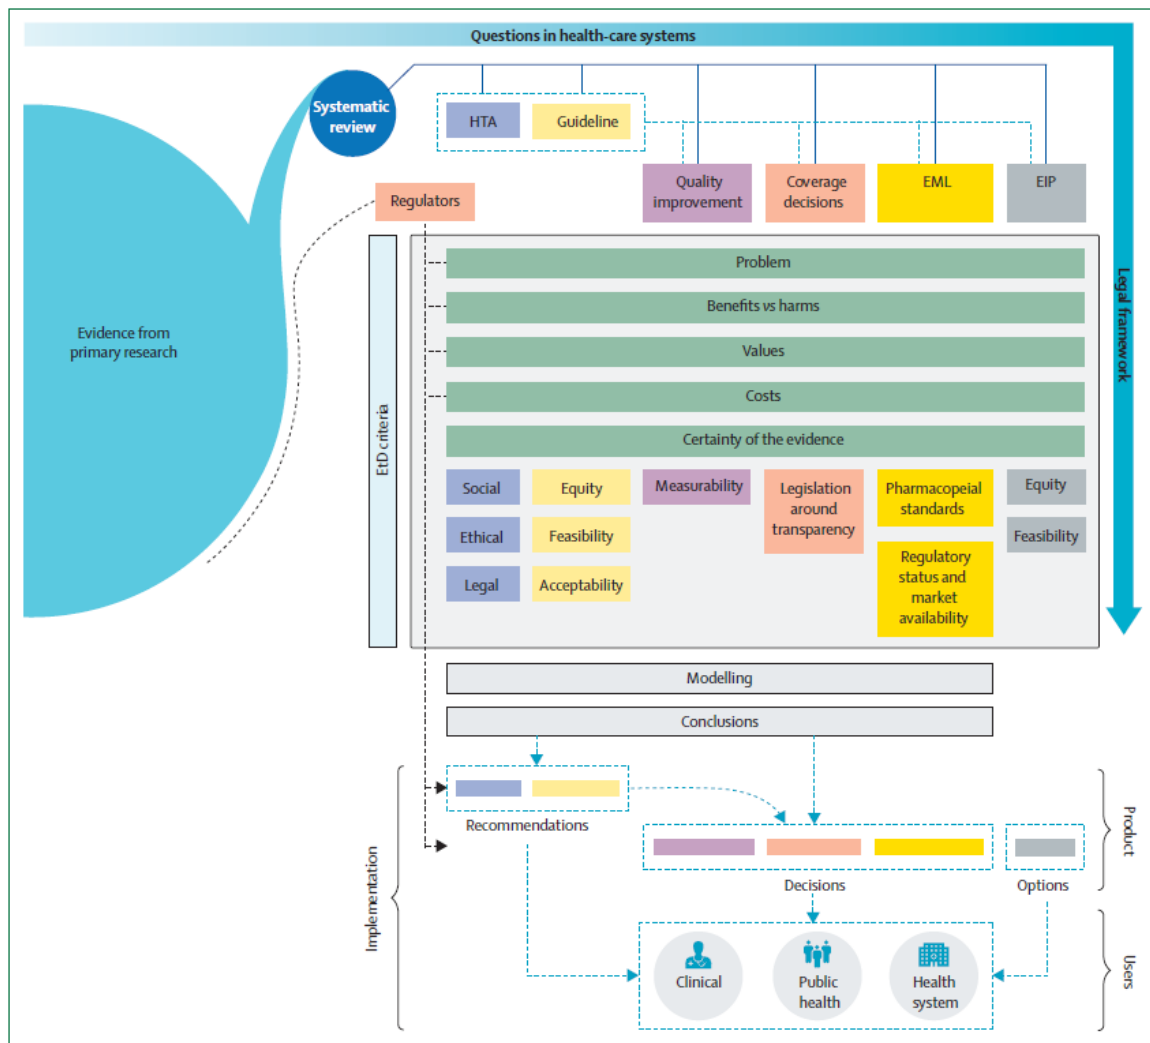 Questions in health-care systems
Systematic
review
HTA
Guideline
Quality
improvement
Coverage
decisions
EML
EIP
Regulators
Legal framework
Evidence from
primary research
EtD criteria
Problem
Benefits vs harms
Values
Costs
Certainty of the evidence
Social
Equity
Measurability
Legislation
around
transparency
Pharmacopeial
standards
Equity
Ethical
Feasibility
Regulatory
status and
market
availability
Feasibility
Legal
Acceptability
Modelling
Conclusions
Implementation
Recommendations
Product
Decisions
Options
Clinical
Public
health
Health
system
Users